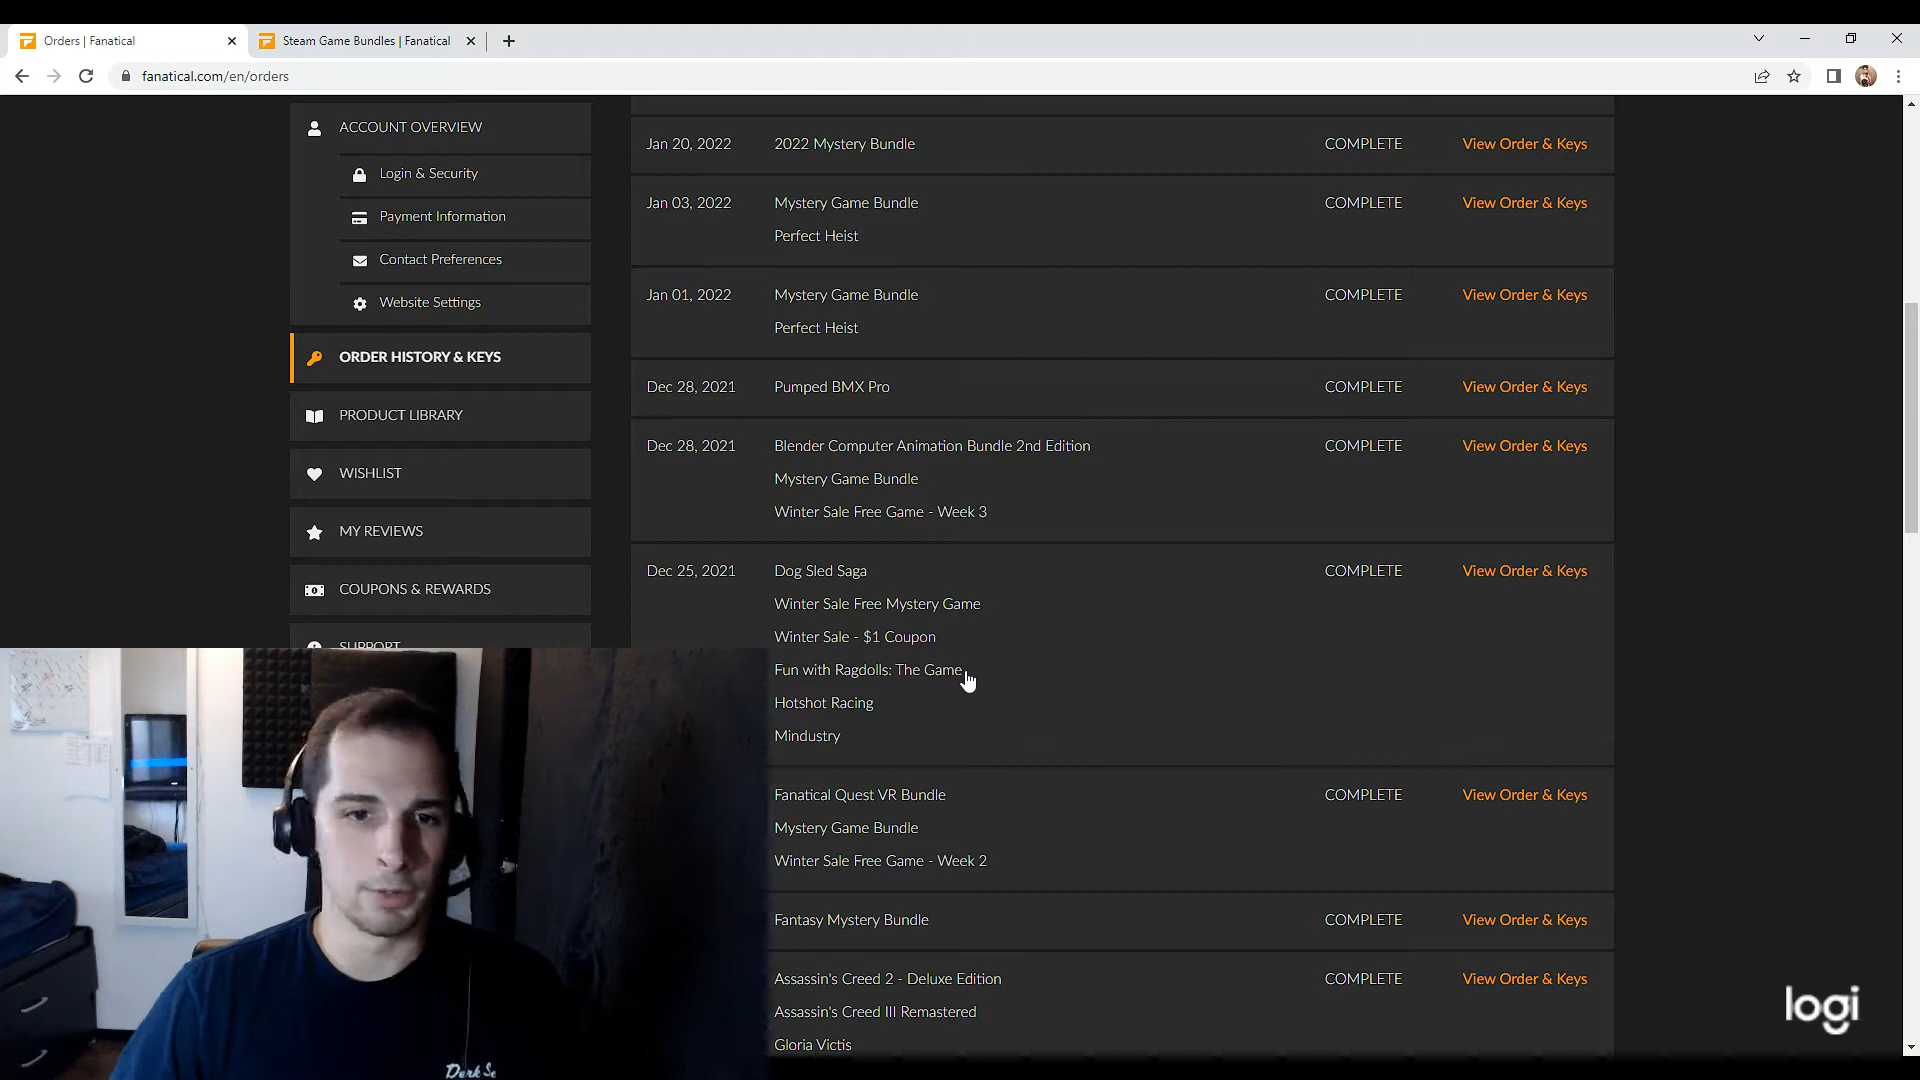 Orders | Fanatical
Steam Game Bundles | Fanatical
fanatical.com/en/orders
ACCOUNT OVERVIEW
Login & Security
Payment Information
Contact Preferences
Website Settings
ORDER HISTORY & KEYS
PRODUCT LIBRARY
WISHLIST
MY REVIEWS
COUPONS & REWARDS
SUPPORT
Jan 20, 2022 2022 Mystery Bundle COMPLETE View Order & Keys
Jan 03, 2022 Mystery Game Bundle COMPLETE View Order & Keys
Perfect Heist
Jan 01, 2022 Mystery Game Bundle COMPLETE View Order & Keys
Perfect Heist
Dec 28, 2021 Pumped BMX Pro COMPLETE View Order & Keys
Dec 28, 2021 Blender Computer Animation Bundle 2nd Edition COMPLETE View Order & Keys
Mystery Game Bundle
Winter Sale Free Game - Week 3
Dec 25, 2021 Dog Sled Saga COMPLETE View Order & Keys
Winter Sale Free Mystery Game
Winter Sale - $1 Coupon
Fun with Ragdolls: The Game
Hotshot Racing
Mindustry
Fanatical Quest VR Bundle COMPLETE View Order & Keys
Mystery Game Bundle
Winter Sale Free Game - Week 2
Fantasy Mystery Bundle COMPLETE View Order & Keys
Assassin's Creed 2 - Deluxe Edition COMPLETE View Order & Keys
Assassin's Creed III Remastered
Gloria Victis
logi